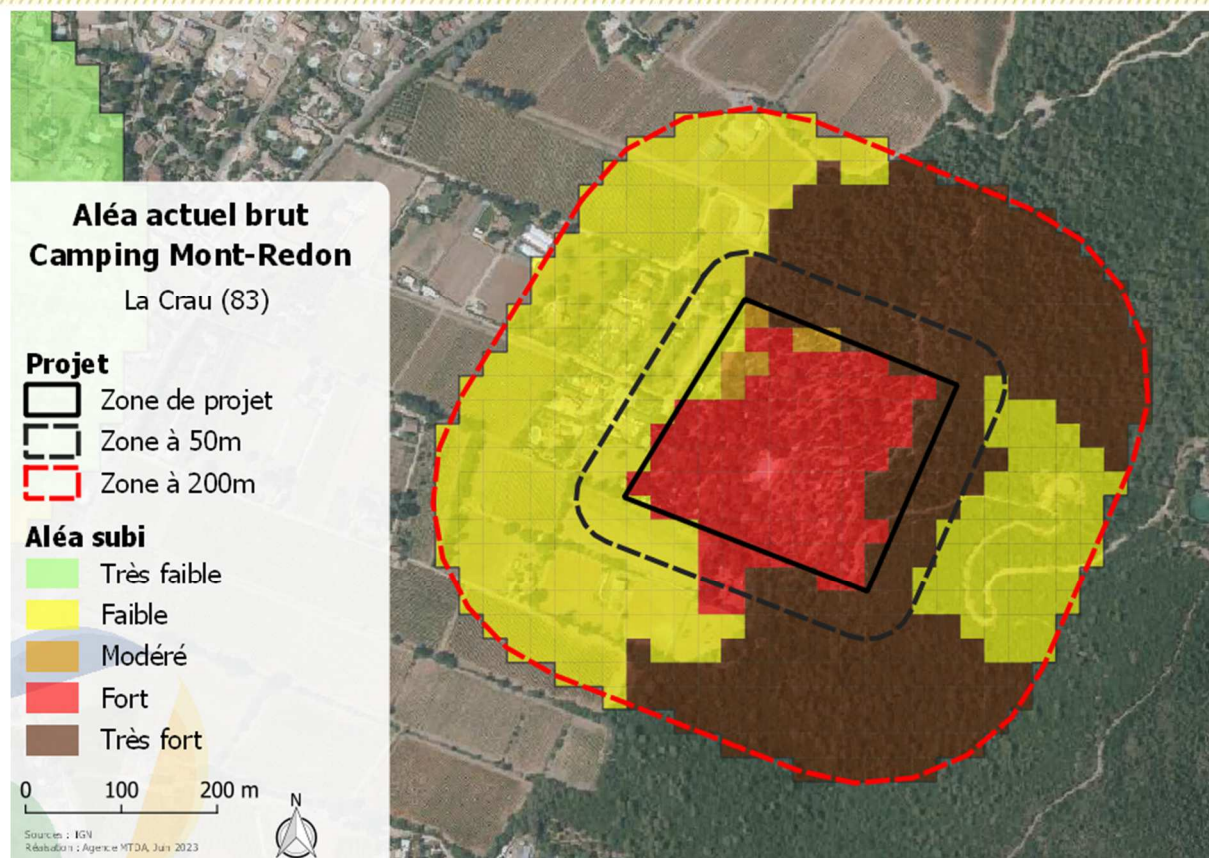 Aléa actuel brut
Camping Mont-Redon
La Crau (83)
Projet
Zone de projet
Zone à 50m
Zone à 200m
Aléa subi
Très faible
Faible
Modéré
Fort
Très fort
0 100 200 m
N
Sources : IGN
Réalisation : Agence MTDA, Juin 2023